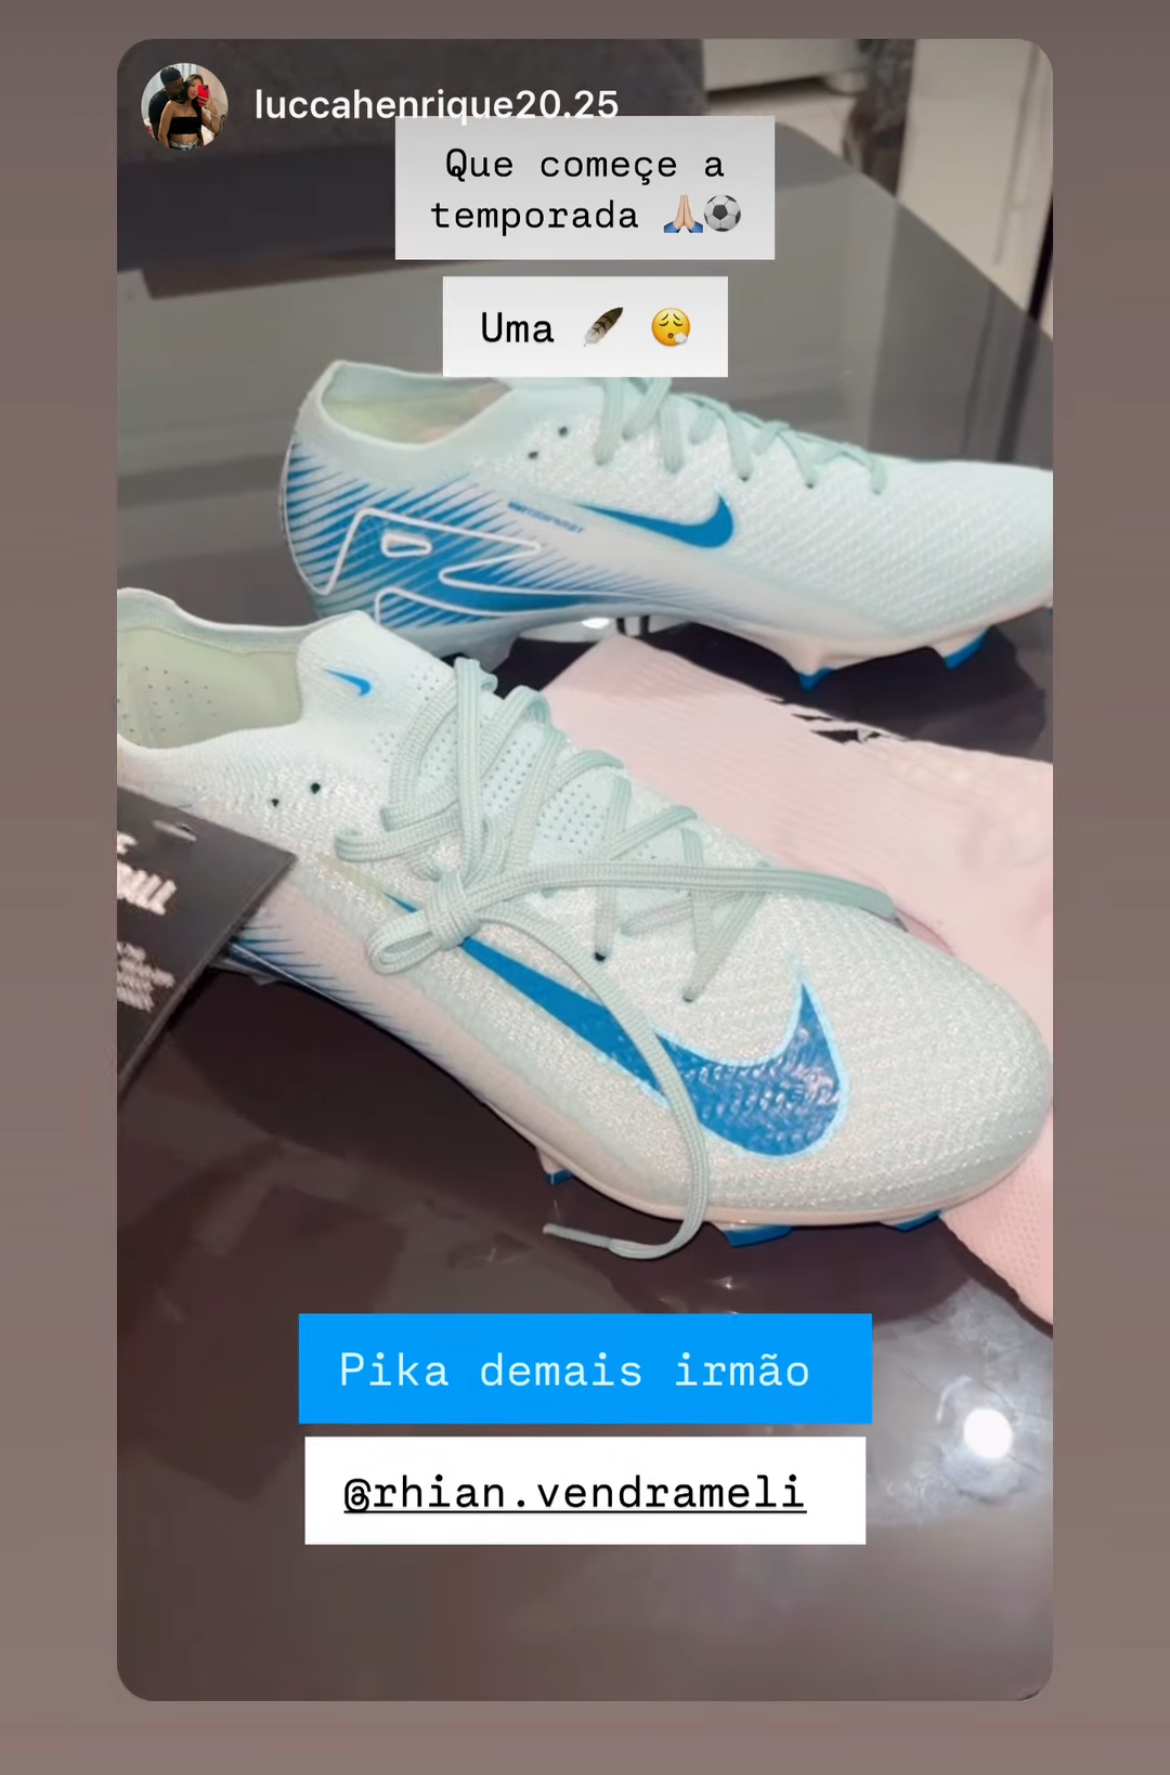 luccahenrique20.25
Que começe a
temporada 🙏🏼⚽
Uma 🪶 😮‍💨
Pika demais irmão
@rhian.vendrameli